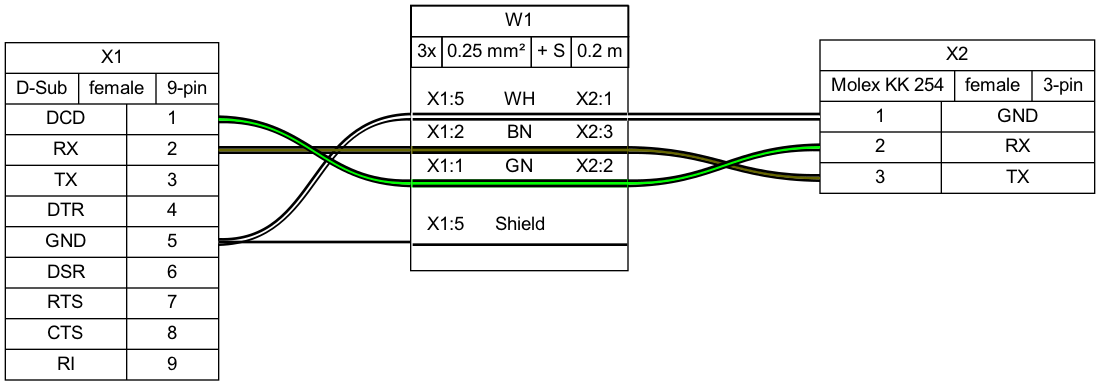 X1
D-Sub female 9-pin
DCD 1
RX 2
TX 3
DTR 4
GND 5
DSR 6
RTS 7
CTS 8
RI 9
W1
3x 0.25 mm² + S 0.2 m
X1:5 WH X2:1
X1:2 BN X2:3
X1:1 GN X2:2
X1:5 Shield
X2
Molex KK 254 female 3-pin
1 GND
2 RX
3 TX